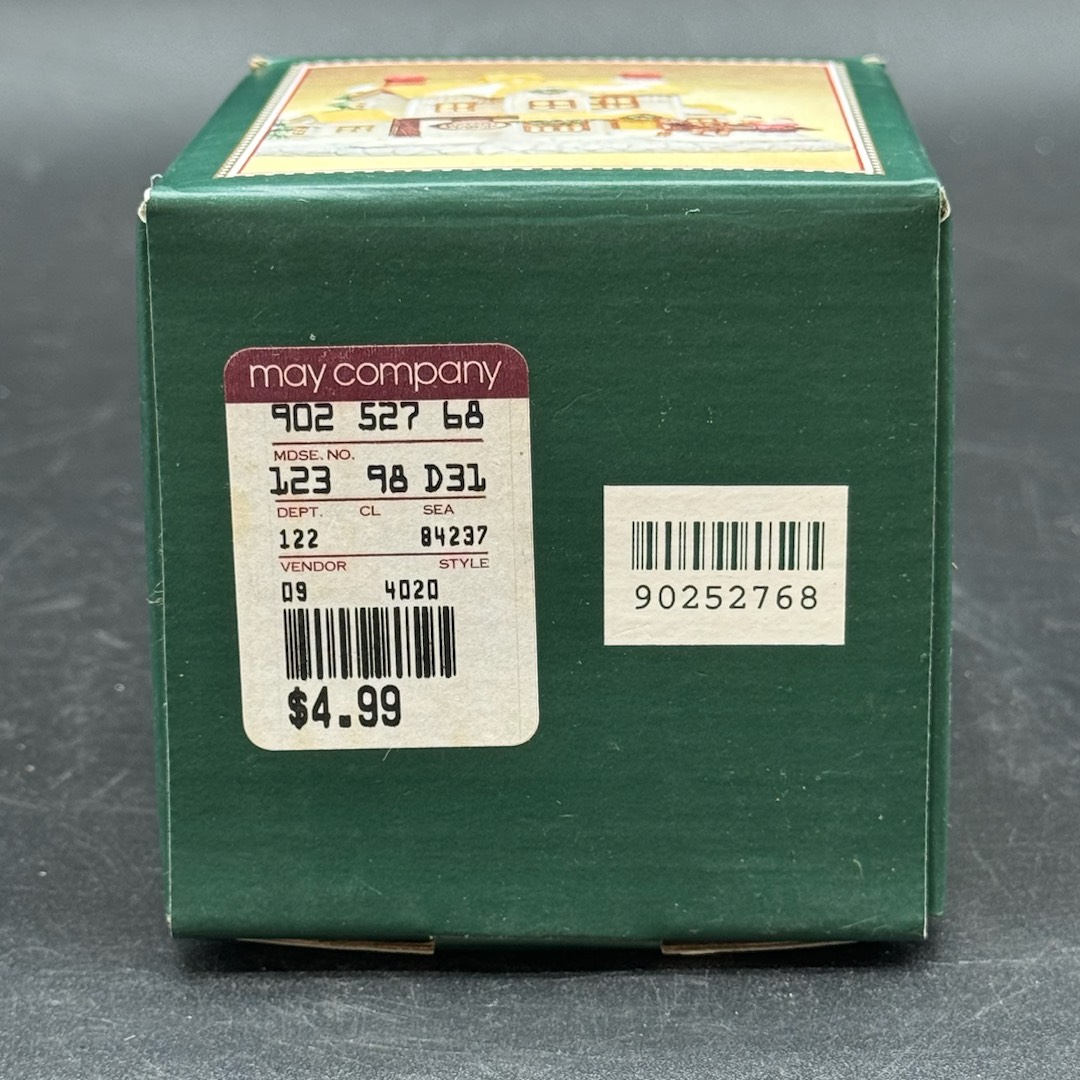 may company
902 527 68
MDSE. NO.
123 98 D31
DEPT. CL SEA
122 84237
VENDOR STYLE
09 4020
$4.99
90252768